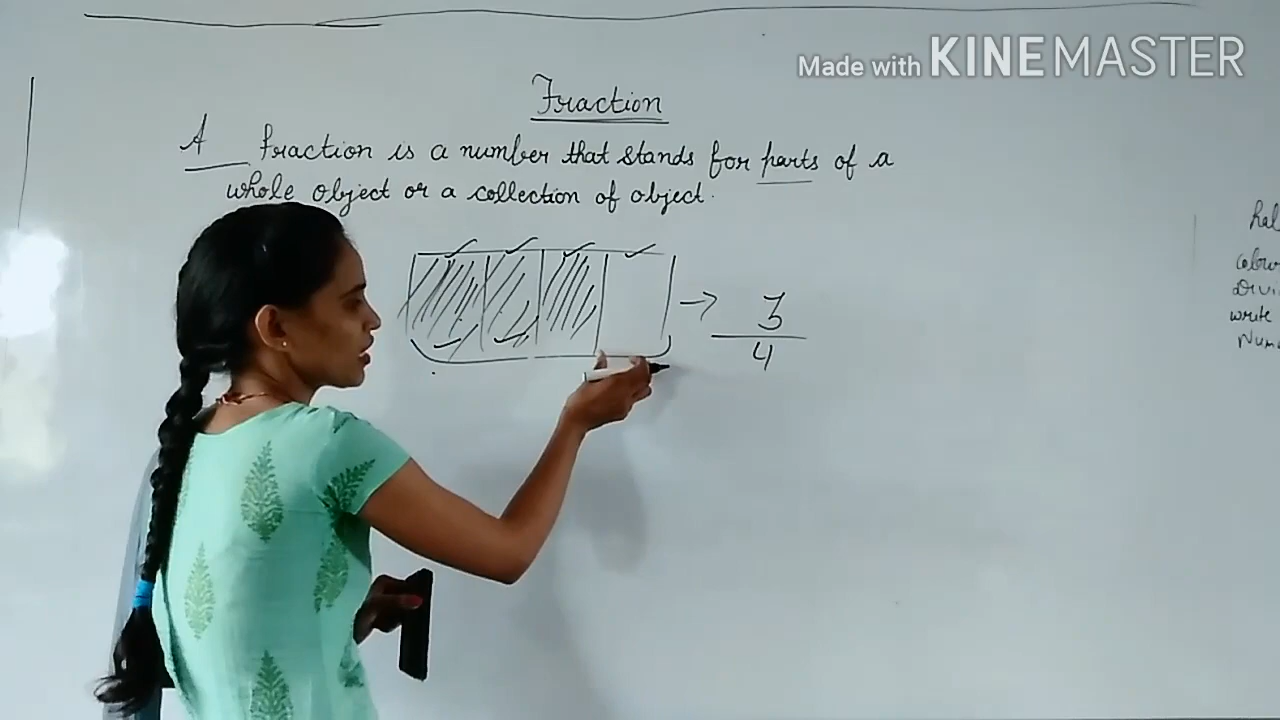 Made with KINEMASTER
Fraction
A fraction is a number that stands for parts of a
whole object or a collection of object.
3
4
write